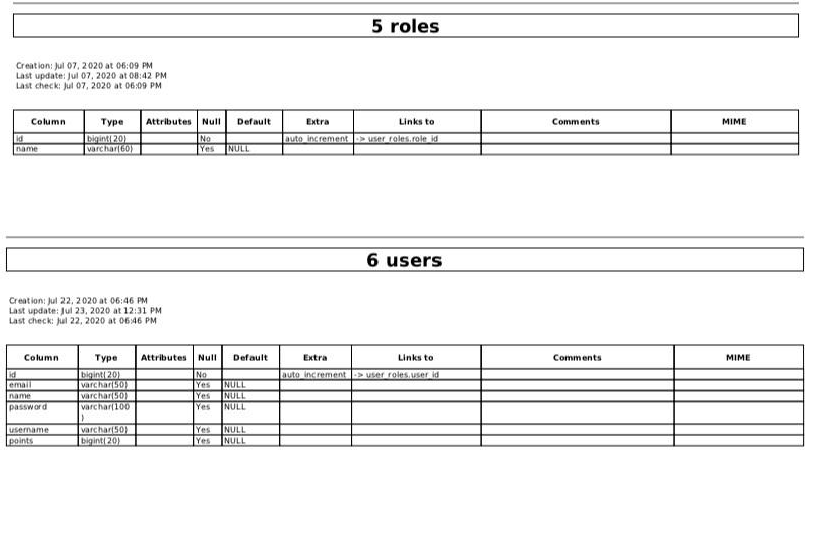 5 roles
Creation: Jul 07, 2020 at 06:09 PM
Last update: Jul 07, 2020 at 08:42 PM
Last check: Jul 07, 2020 at 06:09 PM
Column Type Attributes Null Default Extra Links to Comments MIME
id bigint(20) No auto_increment -> user_roles.role_id
name varchar(60) Yes NULL
6 users
Creation: Jul 22, 2020 at 06:46 PM
Last update: Jul 23, 2020 at 12:31 PM
Last check: Jul 22, 2020 at 06:46 PM
Column Type Attributes Null Default Extra Links to Comments MIME
id bigint(20) No auto_increment -> user_roles.user_id
email varchar(50) Yes NULL
name varchar(50) Yes NULL
password varchar(100 Yes NULL
)
username varchar(50) Yes NULL
points bigint(20) Yes NULL